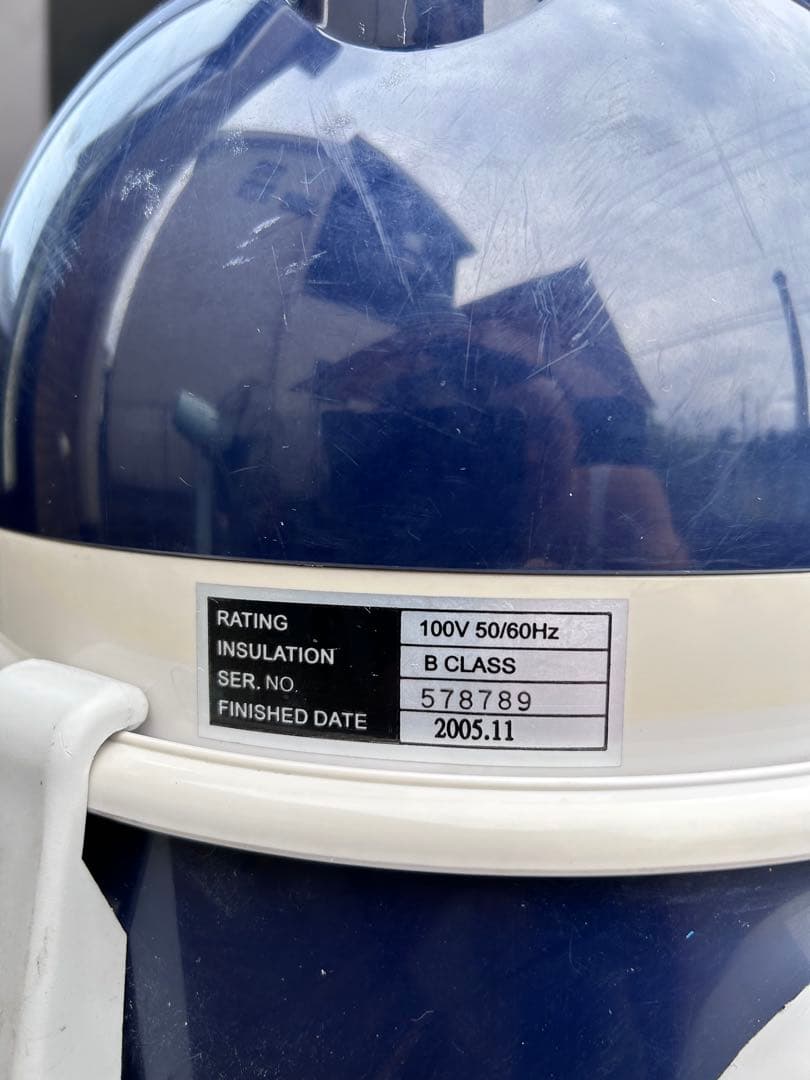 RATING 100V 50/60Hz
INSULATION B CLASS
SER. NO. 578789
FINISHED DATE 2005.11